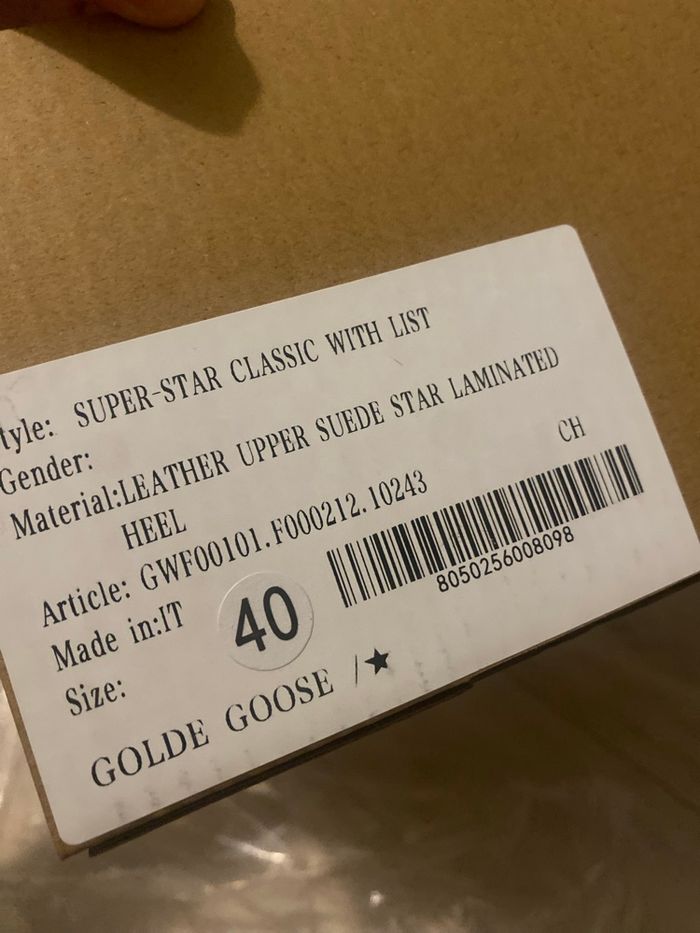 tyle: SUPER-STAR CLASSIC WITH LIST
Gender:
Material:LEATHER UPPER SUEDE STAR LAMINATED
HEEL
CH
Article: GWF00101.F000212.10243
Made in:IT
8050256008098
Size:
40
GOLDE GOOSE /★